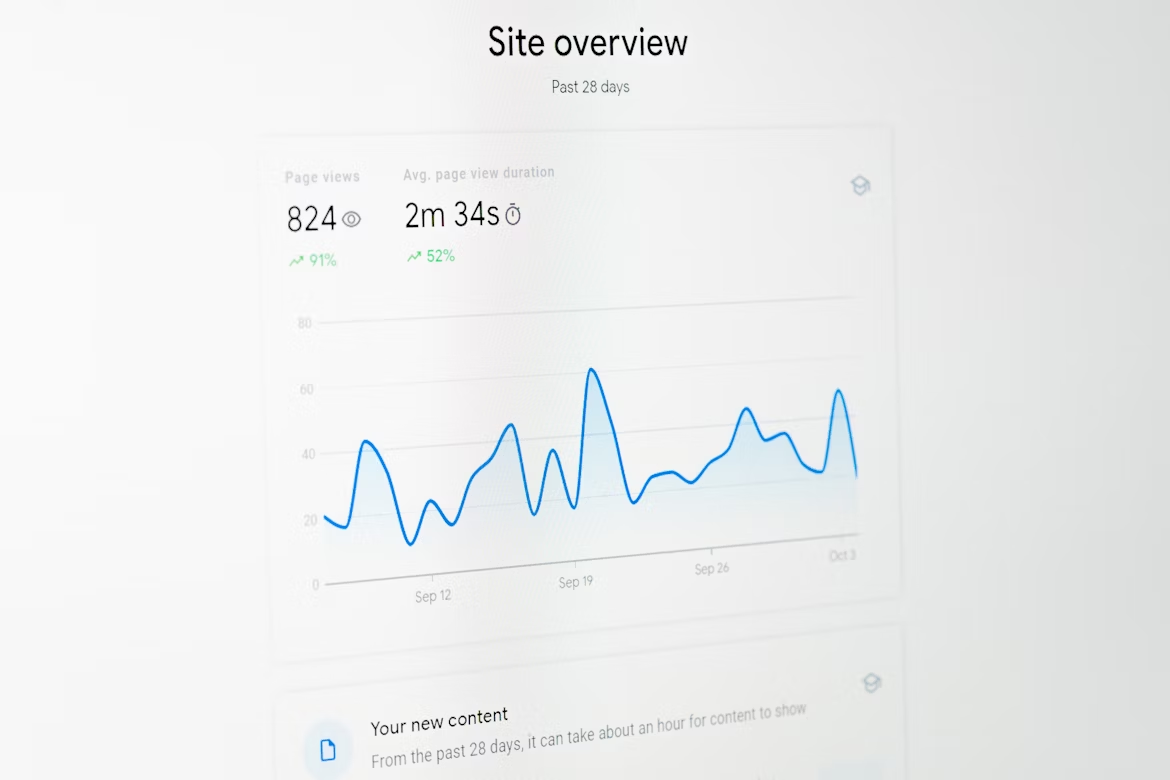 Site overview
Past 28 days
Page views
Avg. page view duration
824
2m 34s
91%
52%
80
60
40
20
0
Sep 12
Sep 19
Sep 26
Oct 3
Your new content
From the past 28 days, it can take about an hour for content to show